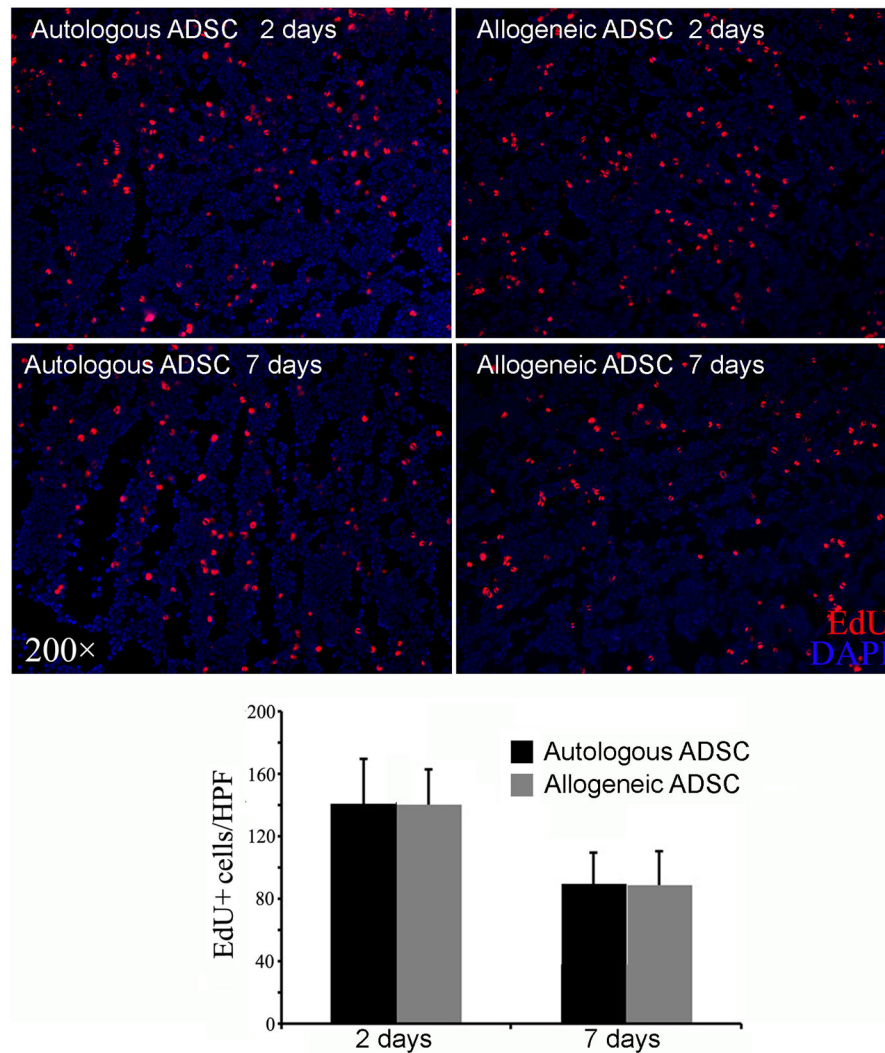 Autologous ADSC 2 days
Allogeneic ADSC 2 days
Autologous ADSC 7 days
Allogeneic ADSC 7 days
200×
EdU
DAPI
200
160
120
80
40
0
EdU+ cells/HPF
Autologous ADSC
Allogeneic ADSC
2 days
7 days